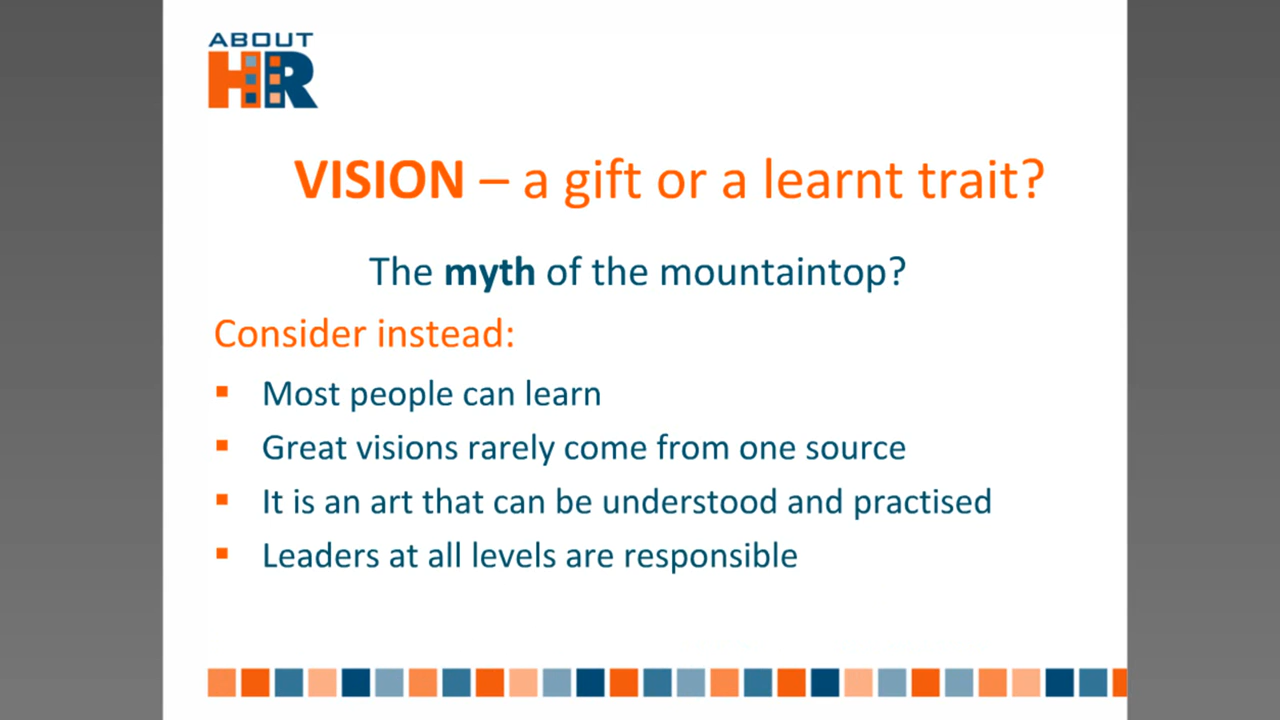 ABOUT
HR
VISION – a gift or a learnt trait?
The myth of the mountaintop?
Consider instead:
▪ Most people can learn
▪ Great visions rarely come from one source
▪ It is an art that can be understood and practised
▪ Leaders at all levels are responsible